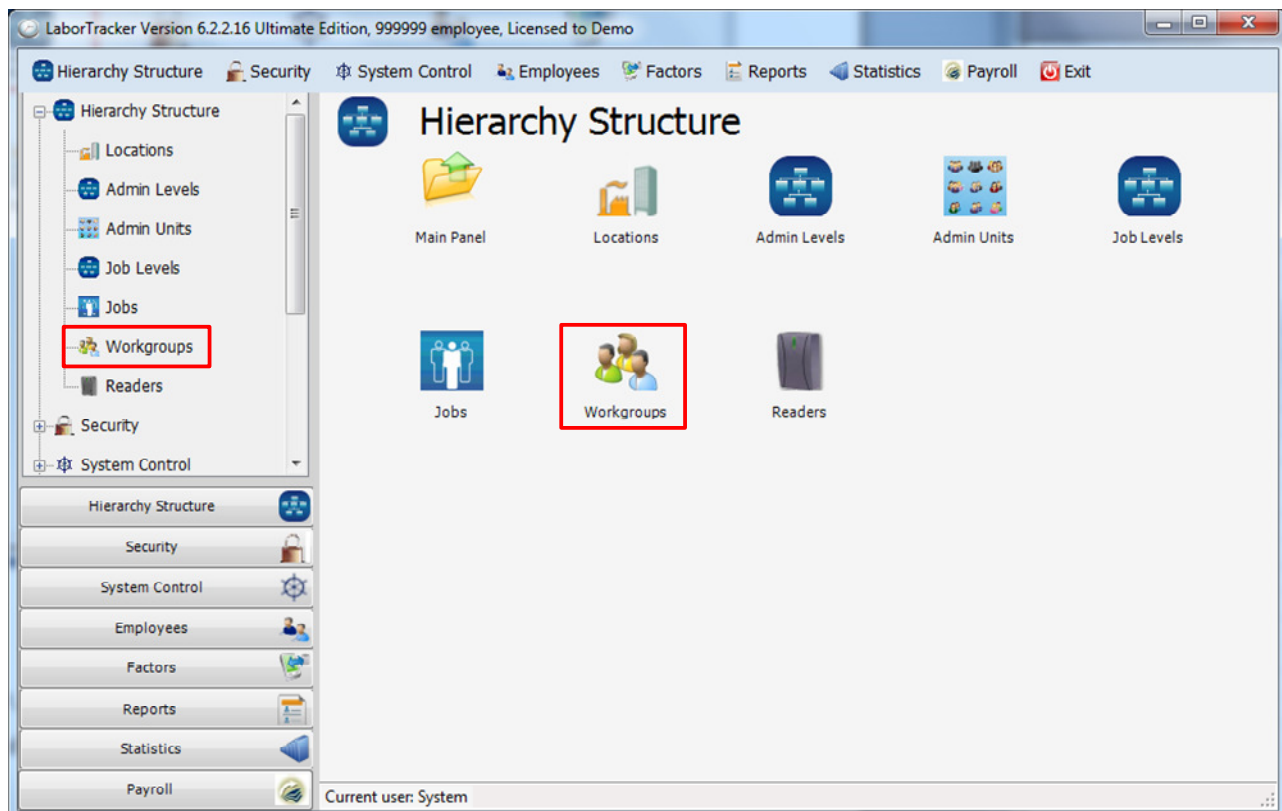 LaborTracker Version 6.2.2.16 Ultimate Edition, 999999 employee, Licensed to Demo
Hierarchy Structure Security System Control Employees Factors Reports Statistics Payroll Exit
Hierarchy Structure
Locations
Admin Levels
Admin Units
Job Levels
Jobs
Workgroups
Readers
Security
System Control
Hierarchy Structure
Security
System Control
Employees
Factors
Reports
Statistics
Payroll
Hierarchy Structure
Main Panel Locations Admin Levels Admin Units Job Levels
Jobs Workgroups Readers
Current user: System